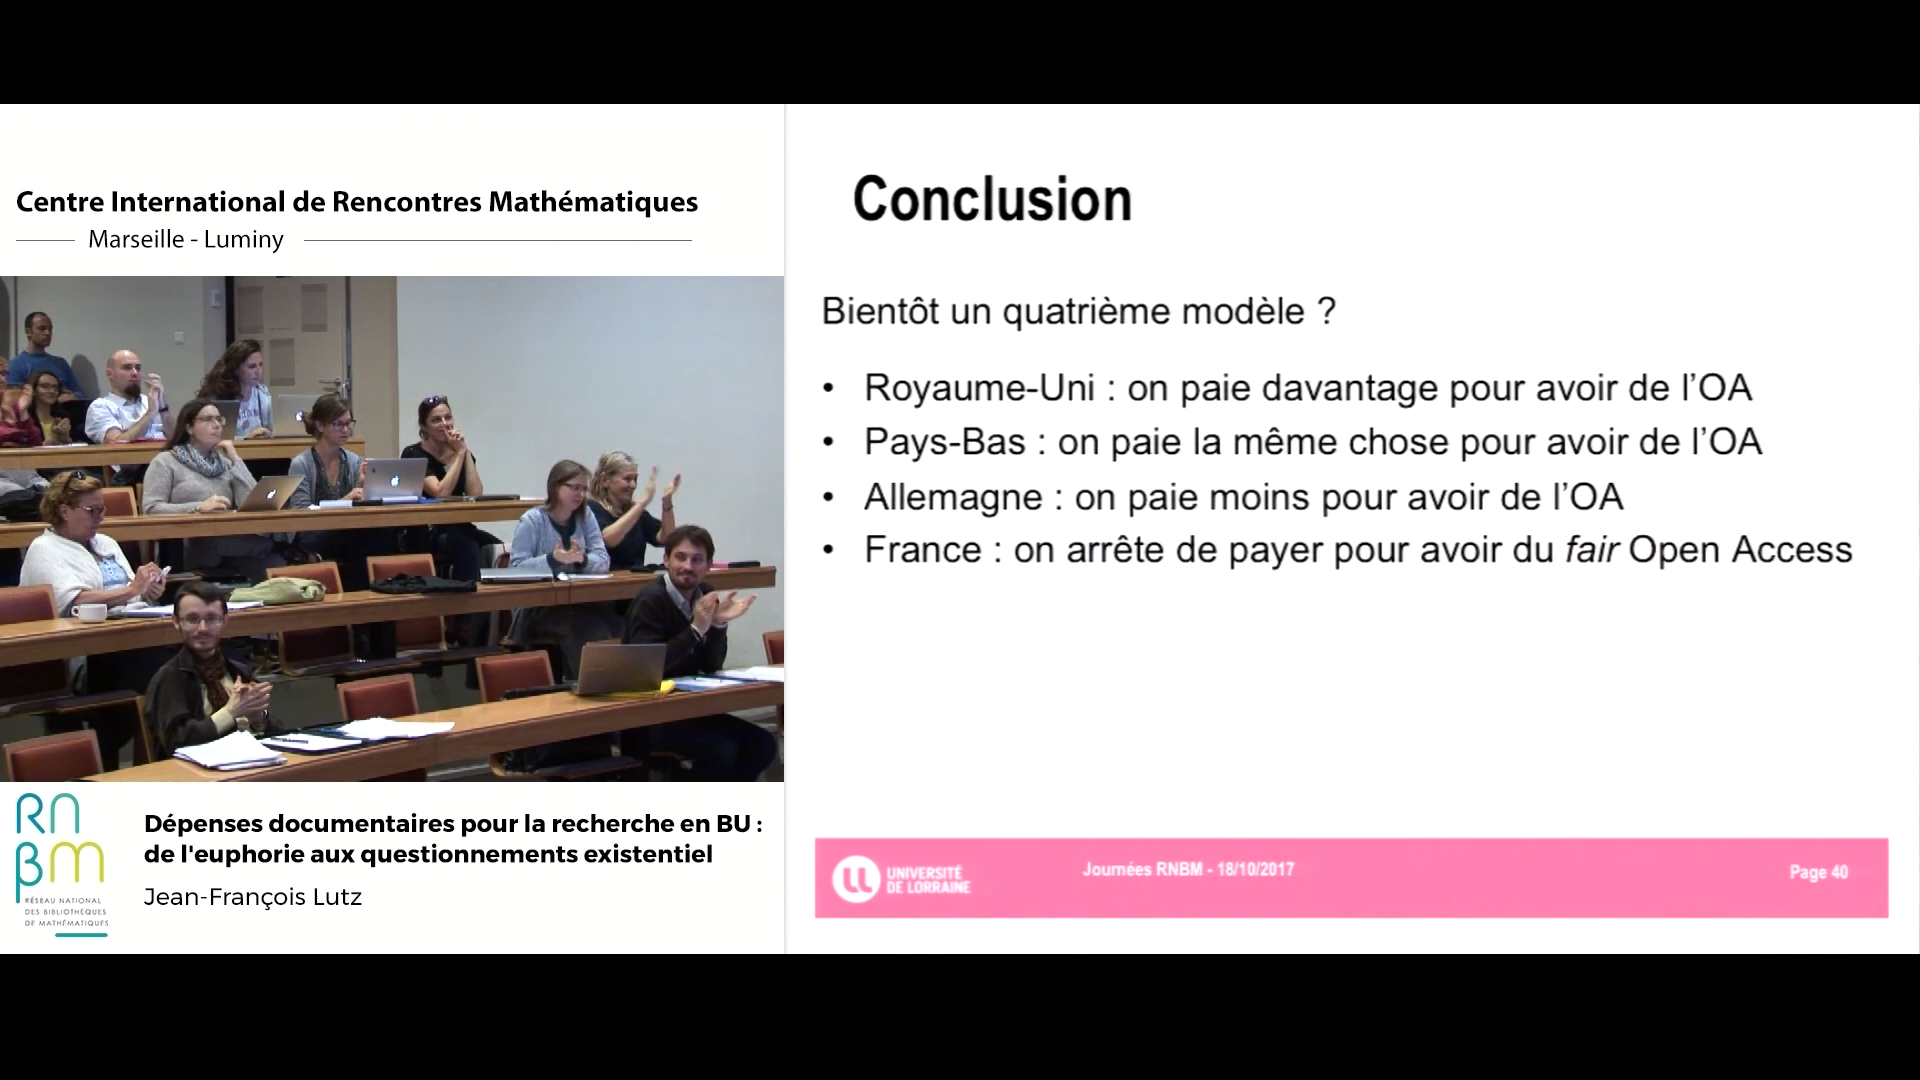 Centre International de Rencontres Mathématiques
Marseille - Luminy
RNBM
RÉSEAU NATIONAL
DES BIBLIOTHÈQUES
DE MATHÉMATIQUES
Dépenses documentaires pour la recherche en BU :
de l'euphorie aux questionnements existentiel
Jean-François Lutz
Conclusion
Bientôt un quatrième modèle ?
• Royaume-Uni : on paie davantage pour avoir de l’OA
• Pays-Bas : on paie la même chose pour avoir de l’OA
• Allemagne : on paie moins pour avoir de l’OA
• France : on arrête de payer pour avoir du fair Open Access
UNIVERSITÉ
DE LORRAINE
Journées RNBM - 18/10/2017
Page 40